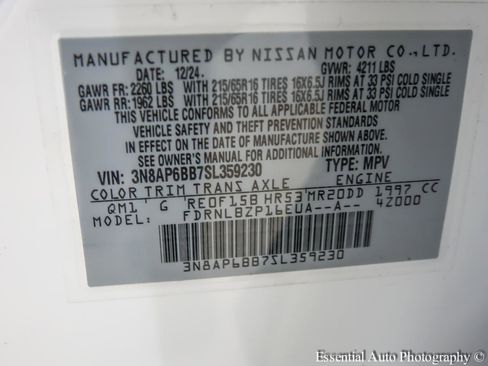 MANUFACTURED BY NISSAN MOTOR CO.,LTD.
DATE: 12/24. GVWR: 4211 LBS
GAWR FR: 2260 LBS WITH 215/65R16 TIRES 16X6.5J RIMS AT 33 PSI COLD SINGLE
GAWR RR: 1962 LBS WITH 215/65R16 TIRES 16X6.5J RIMS AT 33 PSI COLD SINGLE
THIS VEHICLE CONFORMS TO ALL APPLICABLE FEDERAL MOTOR
VEHICLE SAFETY AND THEFT PREVENTION STANDARDS
IN EFFECT ON THE DATE OF MANUFACTURE SHOWN ABOVE.
SEE OWNER'S MANUAL FOR ADDITIONAL INFORMATION.
VIN: 3N8AP6BB7SL359230 TYPE: MPV
COLOR TRIM TRANS AXLE
QM1 G RE0F15B HR53 MR20DD 1997 CC
MODEL: FDRNLBZP16EUA--A-- 4Z000
3N8AP6BB7SL359230
Essential Auto Photography ©